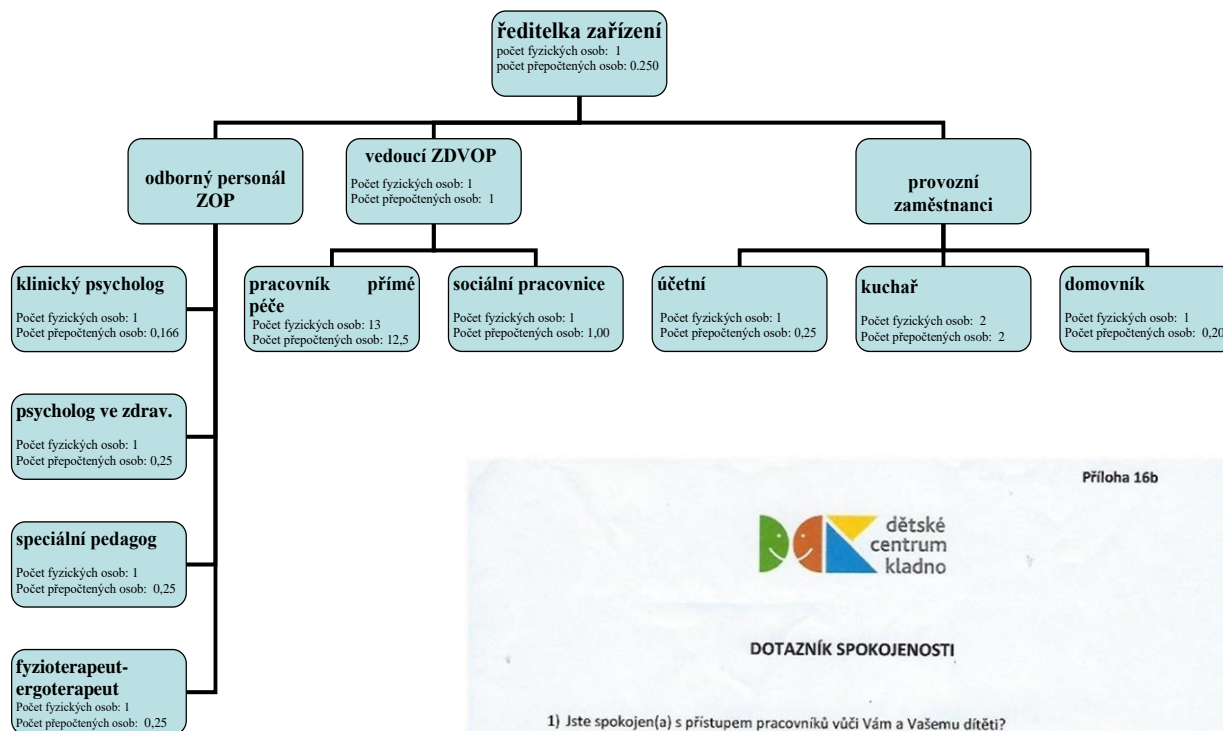 ředitelka zařízení
počet fyzických osob: 1
počet přepočtených osob: 0.250
odborný personál
ZOP
vedoucí ZDVOP
Počet fyzických osob: 1
Počet přepočtených osob: 1
provozní
zaměstnanci
klinický psycholog
Počet fyzických osob: 1
Počet přepočtených osob: 0,166
pracovník přímé
péče
Počet fyzických osob: 13
Počet přepočtených osob: 12,5
sociální pracovnice
Počet fyzických osob: 1
Počet přepočtených osob: 1,00
účetní
Počet fyzických osob: 1
Počet přepočtených osob: 0,25
kuchař
Počet fyzických osob: 2
Počet přepočtených osob: 2
domovník
Počet fyzických osob: 1
Počet přepočtených osob: 0,20
psycholog ve zdrav.
Počet fyzických osob: 1
Počet přepočtených osob: 0,25
speciální pedagog
Počet fyzických osob: 1
Počet přepočtených osob: 0,25
fyzioterapeut-
ergoterapeut
Počet fyzických osob: 1
Počet přepočtených osob: 0,25
Příloha 16b
dětské
centrum
kladno
DOTAZNÍK SPOKOJENOSTI
1) Jste spokojen(a) s přístupem pracovníků vůči Vám a Vašemu dítěti?